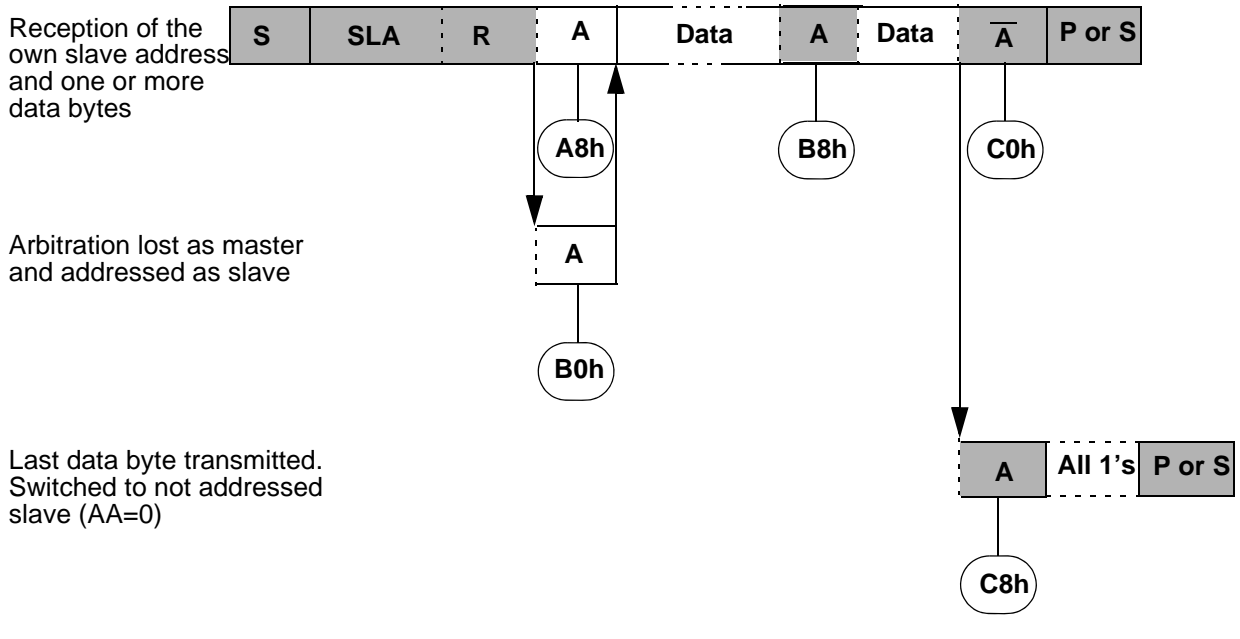 Reception of the
own slave address
and one or more
data bytes
S SLA R A Data A Data A̅ P or S
A8h B8h C0h
Arbitration lost as master
and addressed as slave
A
B0h
Last data byte transmitted.
Switched to not addressed
slave (AA=0)
A All 1's P or S
C8h